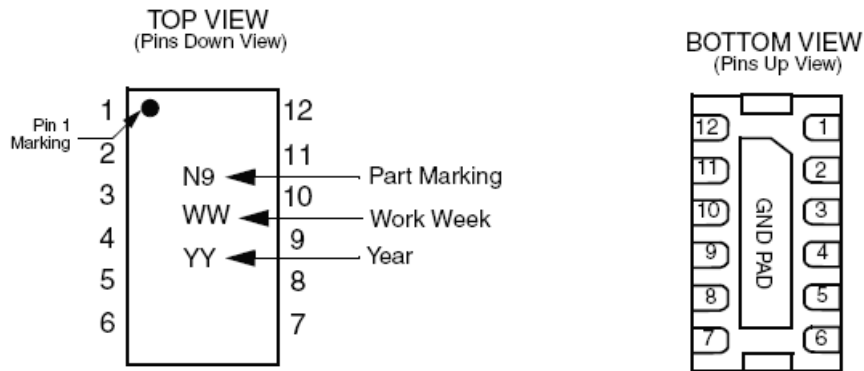 TOP VIEW
(Pins Down View)
1
12
Pin 1
Marking
2
11
N9
Part Marking
3
10
WW
Work Week
4
9
YY
Year
5
8
6
7
BOTTOM VIEW
(Pins Up View)
12
1
11
2
10
3
9
4
8
5
7
6
GND PAD